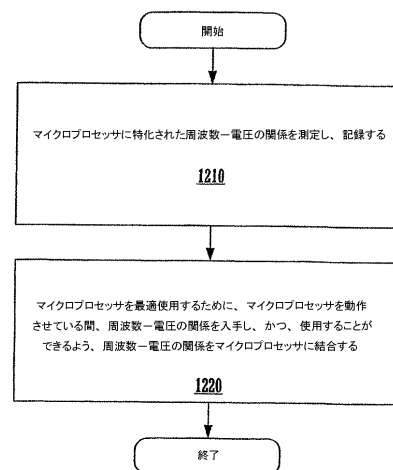 開始
マイクロプロセッサに特化された周波数－電圧の関係を測定し、記録する
1210
マイクロプロセッサを最適使用するために、マイクロプロセッサを動作
させている間、周波数－電圧の関係を入手し、かつ、使用することが
できるよう、周波数－電圧の関係をマイクロプロセッサに結合する
1220
終了